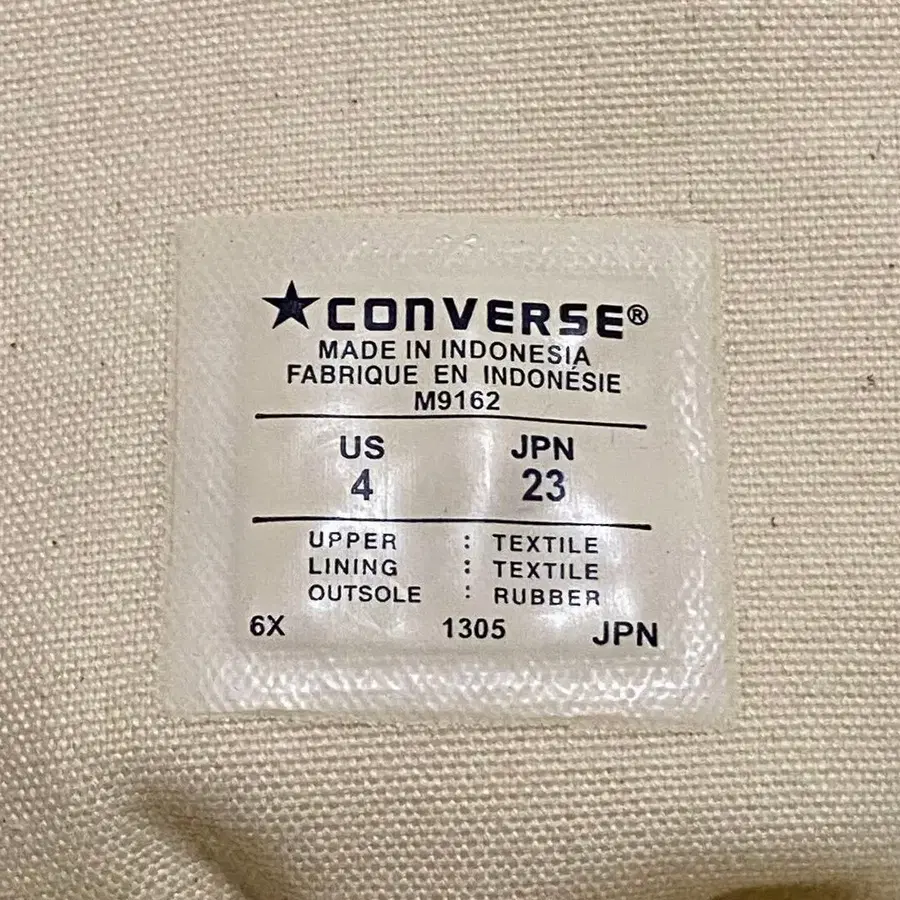 ★CONVERSE®
MADE IN INDONESIA
FABRIQUE EN INDONÉSIE
M9162
US JPN
4 23
UPPER : TEXTILE
LINING : TEXTILE
OUTSOLE : RUBBER
6X 1305 JPN